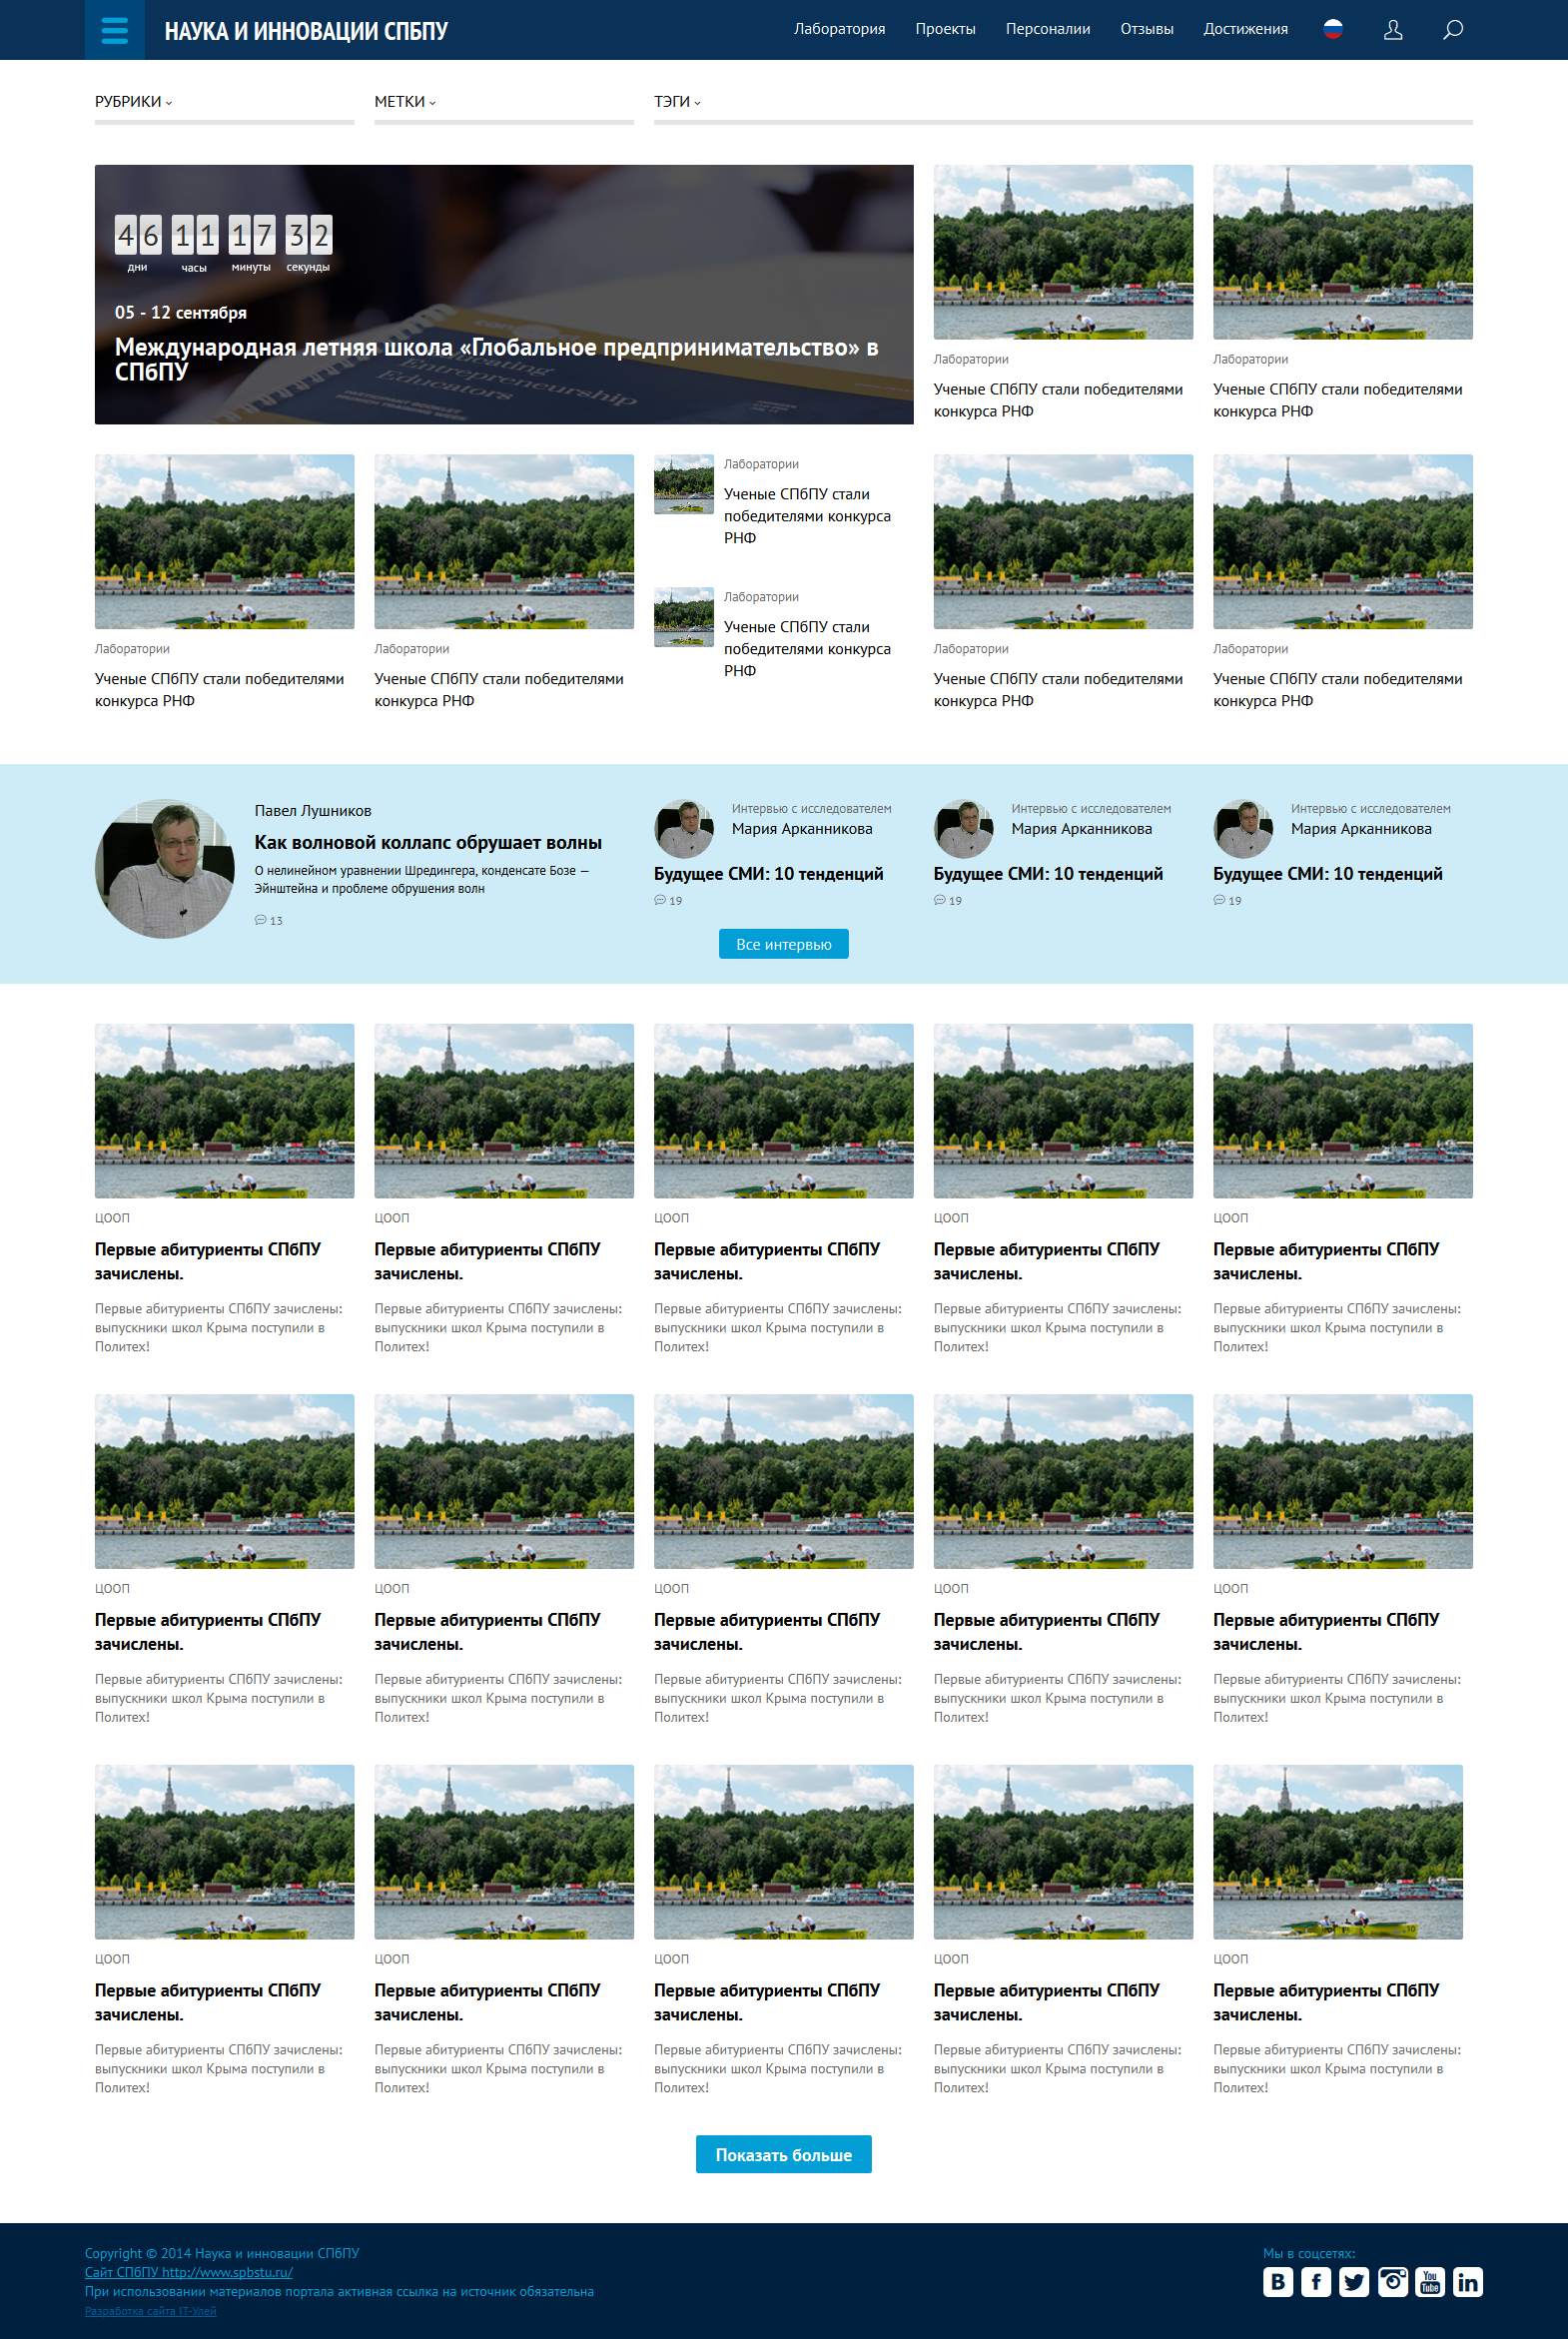 НАУКА И ИННОВАЦИИ СПБПУ
Лаборатория Проекты Персоналии Отзывы Достижения
РУБРИКИ МЕТКИ ТЭГИ
46 11 17 32
дни часы минуты секунды
05 - 12 сентября
Международная летняя школа «Глобальное предпринимательство» в
СПбПУ
Educating
Entrepreneurship
Educators
Лаборатории
Ученые СПбПУ стали победителями
конкурса РНФ
Лаборатории
Ученые СПбПУ стали победителями
конкурса РНФ
Лаборатории
Ученые СПбПУ стали победителями
конкурса РНФ
Лаборатории
Ученые СПбПУ стали победителями
конкурса РНФ
Лаборатории
Ученые СПбПУ стали
победителями конкурса
РНФ
Лаборатории
Ученые СПбПУ стали
победителями конкурса
РНФ
Лаборатории
Ученые СПбПУ стали победителями
конкурса РНФ
Лаборатории
Ученые СПбПУ стали победителями
конкурса РНФ
Павел Лушников
Как волновой коллапс обрушает волны
О нелинейном уравнении Шредингера, конденсате Бозе —
Эйнштейна и проблеме обрушения волн
13
Интервью с исследователем
Мария Арканникова
Будущее СМИ: 10 тенденций
19
Интервью с исследователем
Мария Арканникова
Будущее СМИ: 10 тенденций
19
Интервью с исследователем
Мария Арканникова
Будущее СМИ: 10 тенденций
19
Все интервью
ЦООП
Первые абитуриенты СПбПУ
зачислены.
Первые абитуриенты СПбПУ зачислены:
выпускники школ Крыма поступили в
Политех!
ЦООП
Первые абитуриенты СПбПУ
зачислены.
Первые абитуриенты СПбПУ зачислены:
выпускники школ Крыма поступили в
Политех!
ЦООП
Первые абитуриенты СПбПУ
зачислены.
Первые абитуриенты СПбПУ зачислены:
выпускники школ Крыма поступили в
Политех!
ЦООП
Первые абитуриенты СПбПУ
зачислены.
Первые абитуриенты СПбПУ зачислены:
выпускники школ Крыма поступили в
Политех!
ЦООП
Первые абитуриенты СПбПУ
зачислены.
Первые абитуриенты СПбПУ зачислены:
выпускники школ Крыма поступили в
Политех!
ЦООП
Первые абитуриенты СПбПУ
зачислены.
Первые абитуриенты СПбПУ зачислены:
выпускники школ Крыма поступили в
Политех!
ЦООП
Первые абитуриенты СПбПУ
зачислены.
Первые абитуриенты СПбПУ зачислены:
выпускники школ Крыма поступили в
Политех!
ЦООП
Первые абитуриенты СПбПУ
зачислены.
Первые абитуриенты СПбПУ зачислены:
выпускники школ Крыма поступили в
Политех!
ЦООП
Первые абитуриенты СПбПУ
зачислены.
Первые абитуриенты СПбПУ зачислены:
выпускники школ Крыма поступили в
Политех!
ЦООП
Первые абитуриенты СПбПУ
зачислены.
Первые абитуриенты СПбПУ зачислены:
выпускники школ Крыма поступили в
Политех!
ЦООП
Первые абитуриенты СПбПУ
зачислены.
Первые абитуриенты СПбПУ зачислены:
выпускники школ Крыма поступили в
Политех!
ЦООП
Первые абитуриенты СПбПУ
зачислены.
Первые абитуриенты СПбПУ зачислены:
выпускники школ Крыма поступили в
Политех!
ЦООП
Первые абитуриенты СПбПУ
зачислены.
Первые абитуриенты СПбПУ зачислены:
выпускники школ Крыма поступили в
Политех!
ЦООП
Первые абитуриенты СПбПУ
зачислены.
Первые абитуриенты СПбПУ зачислены:
выпускники школ Крыма поступили в
Политех!
ЦООП
Первые абитуриенты СПбПУ
зачислены.
Первые абитуриенты СПбПУ зачислены:
выпускники школ Крыма поступили в
Политех!
Показать больше
Copyright © 2014 Наука и инновации СПбПУ
Сайт СПбПУ http://www.spbstu.ru/
При использовании материалов портала активная ссылка на источник обязательна
Разработка сайта IT-Улей
Мы в соцсетях:
You
Tube